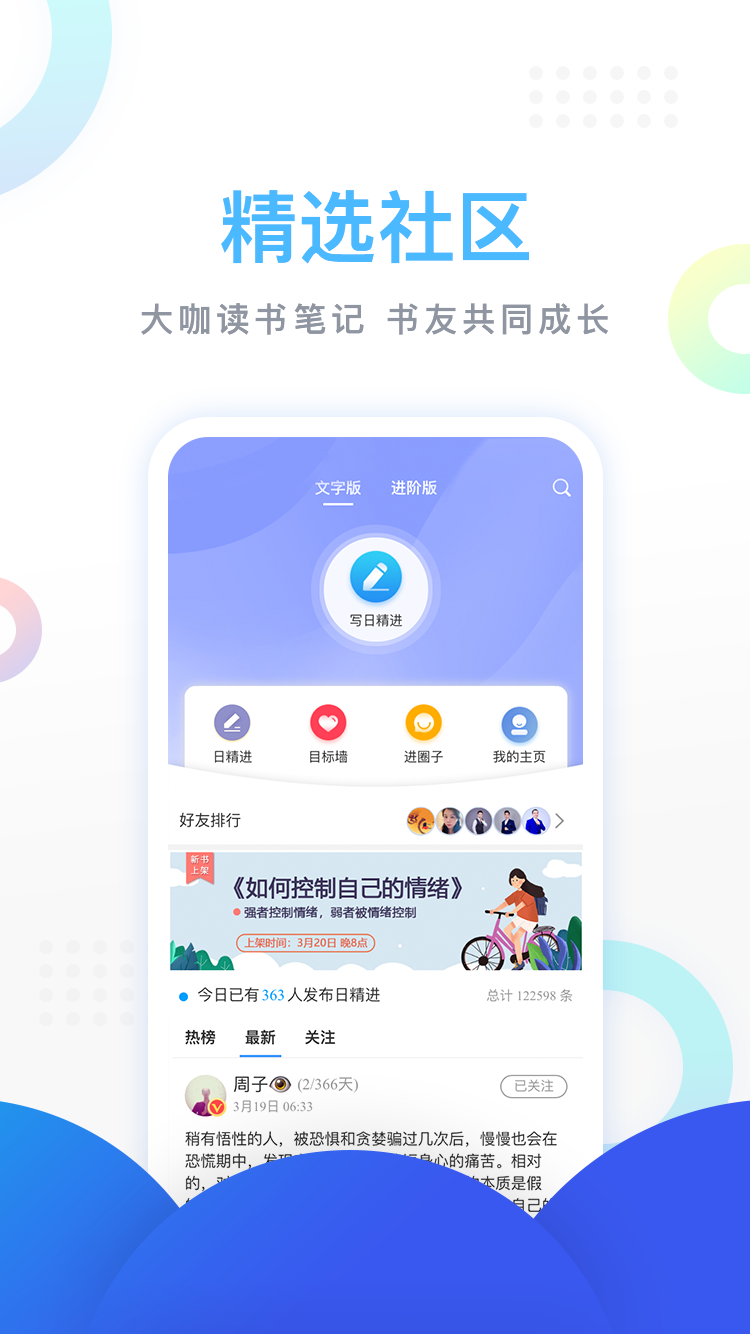 精选社区
大咖读书笔记 书友共同成长
文字版 进阶版
写日精进
日精进 目标墙 进圈子 我的主页
好友排行
新书
上架
《如何控制自己的情绪》
强者控制情绪，弱者被情绪控制
上架时间：3月20日 晚8点
今日已有363人发布日精进 总计 122598 条
热榜 最新 关注
周子 (2/366天) 已关注
3月19日 06:33
稍有悟性的人，被恐惧和贪婪骗过几次后，慢慢也会在
恐慌期中，发现 身心的痛苦。相对
的， 本质是假
自己的